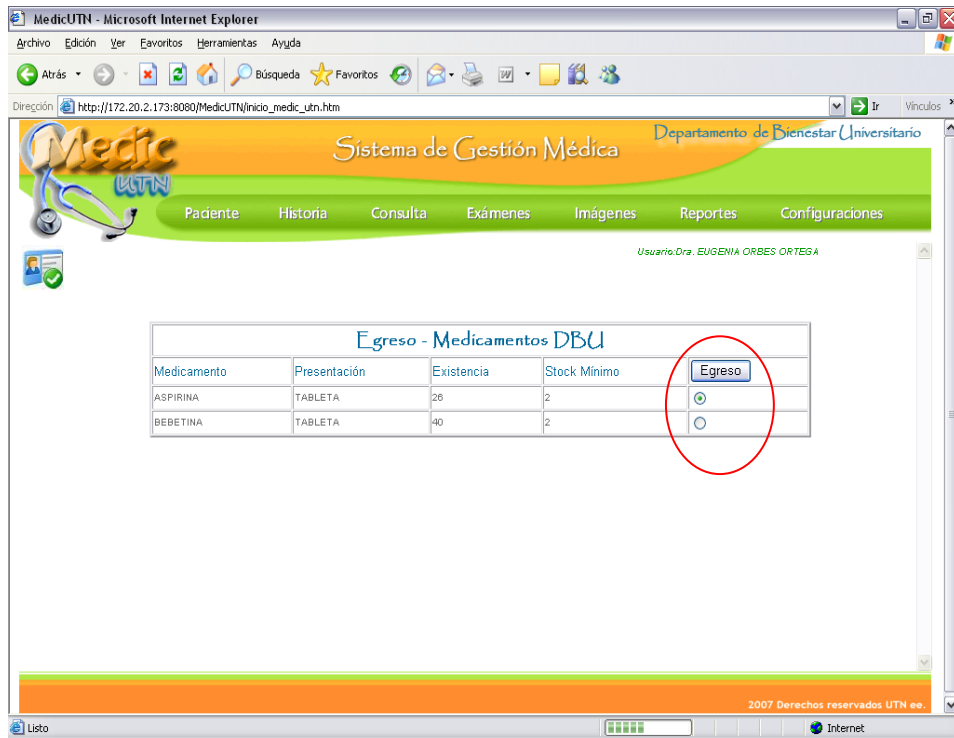 MedicUTN - Microsoft Internet Explorer
Archivo Edición Ver Favoritos Herramientas Ayuda
Atrás Búsqueda Favoritos
Dirección http://172.20.2.173:8080/MedicUTN/inicio_medic_utn.htm Ir Vínculos »
Medic UTN
Sistema de Gestión Médica
Departamento de Bienestar Universitario
Paciente Historia Consulta Exámenes Imágenes Reportes Configuraciones
Usuario:Dra. EUGENIA ORBES ORTEGA
Egreso - Medicamentos DBU
Medicamento Presentación Existencia Stock Mínimo Egreso
ASPIRINA TABLETA 26 2
BEBETINA TABLETA 40 2
2007 Derechos reservados UTN ee.
Listo Internet